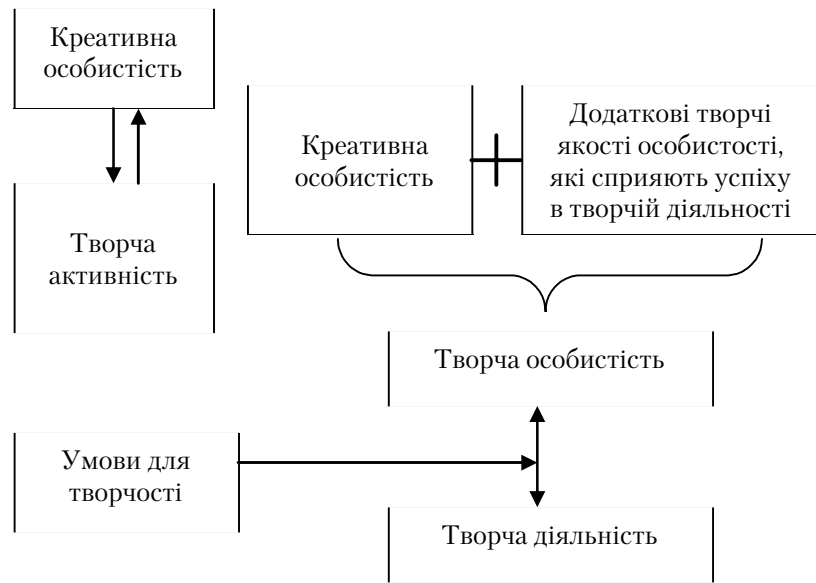 Креативна
особистість
Творча
активність
Креативна
особистість
Додаткові творчі
якості особистості,
які сприяють успіху
в творчій діяльності
Творча особистість
Умови для
творчості
Творча діяльність